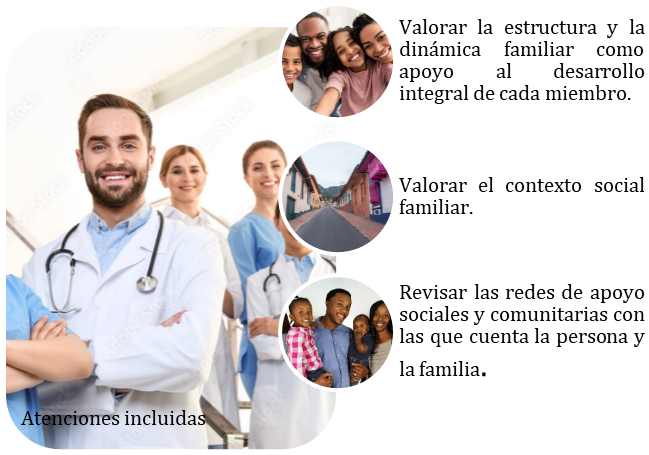 Valorar la estructura y la
dinámica familiar como
apoyo al desarrollo
integral de cada miembro.
Valorar el contexto social
familiar.
Revisar las redes de apoyo
sociales y comunitarias con
las que cuenta la persona y
la familia.
Atenciones incluidas